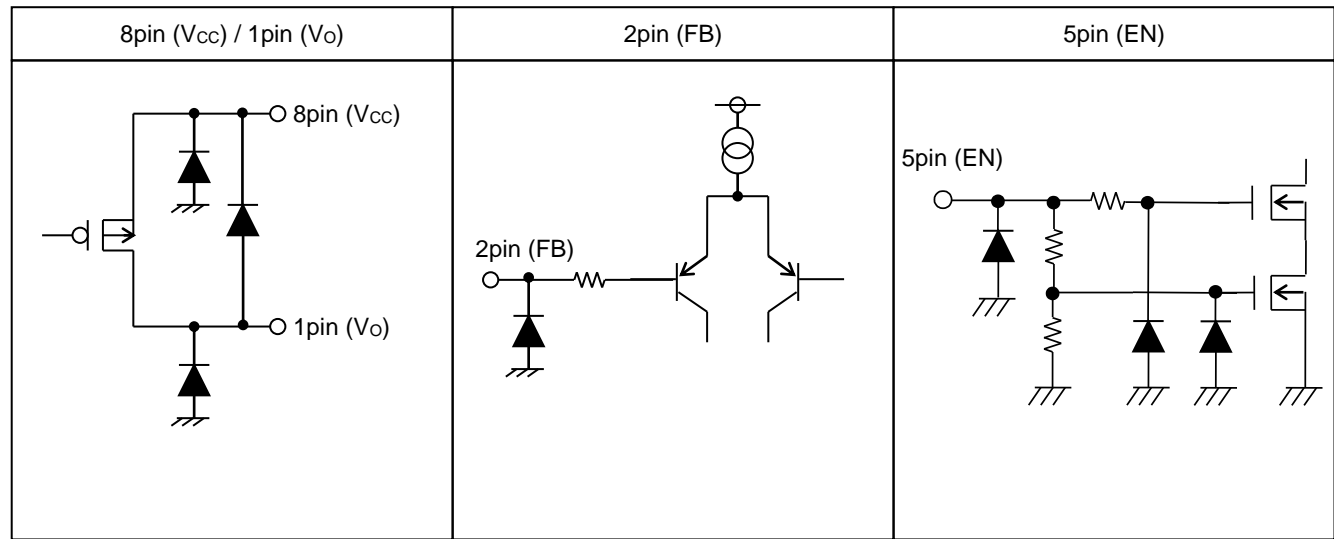 8pin (VCC) / 1pin (VO)
2pin (FB)
5pin (EN)
8pin (VCC)
1pin (VO)
2pin (FB)
5pin (EN)